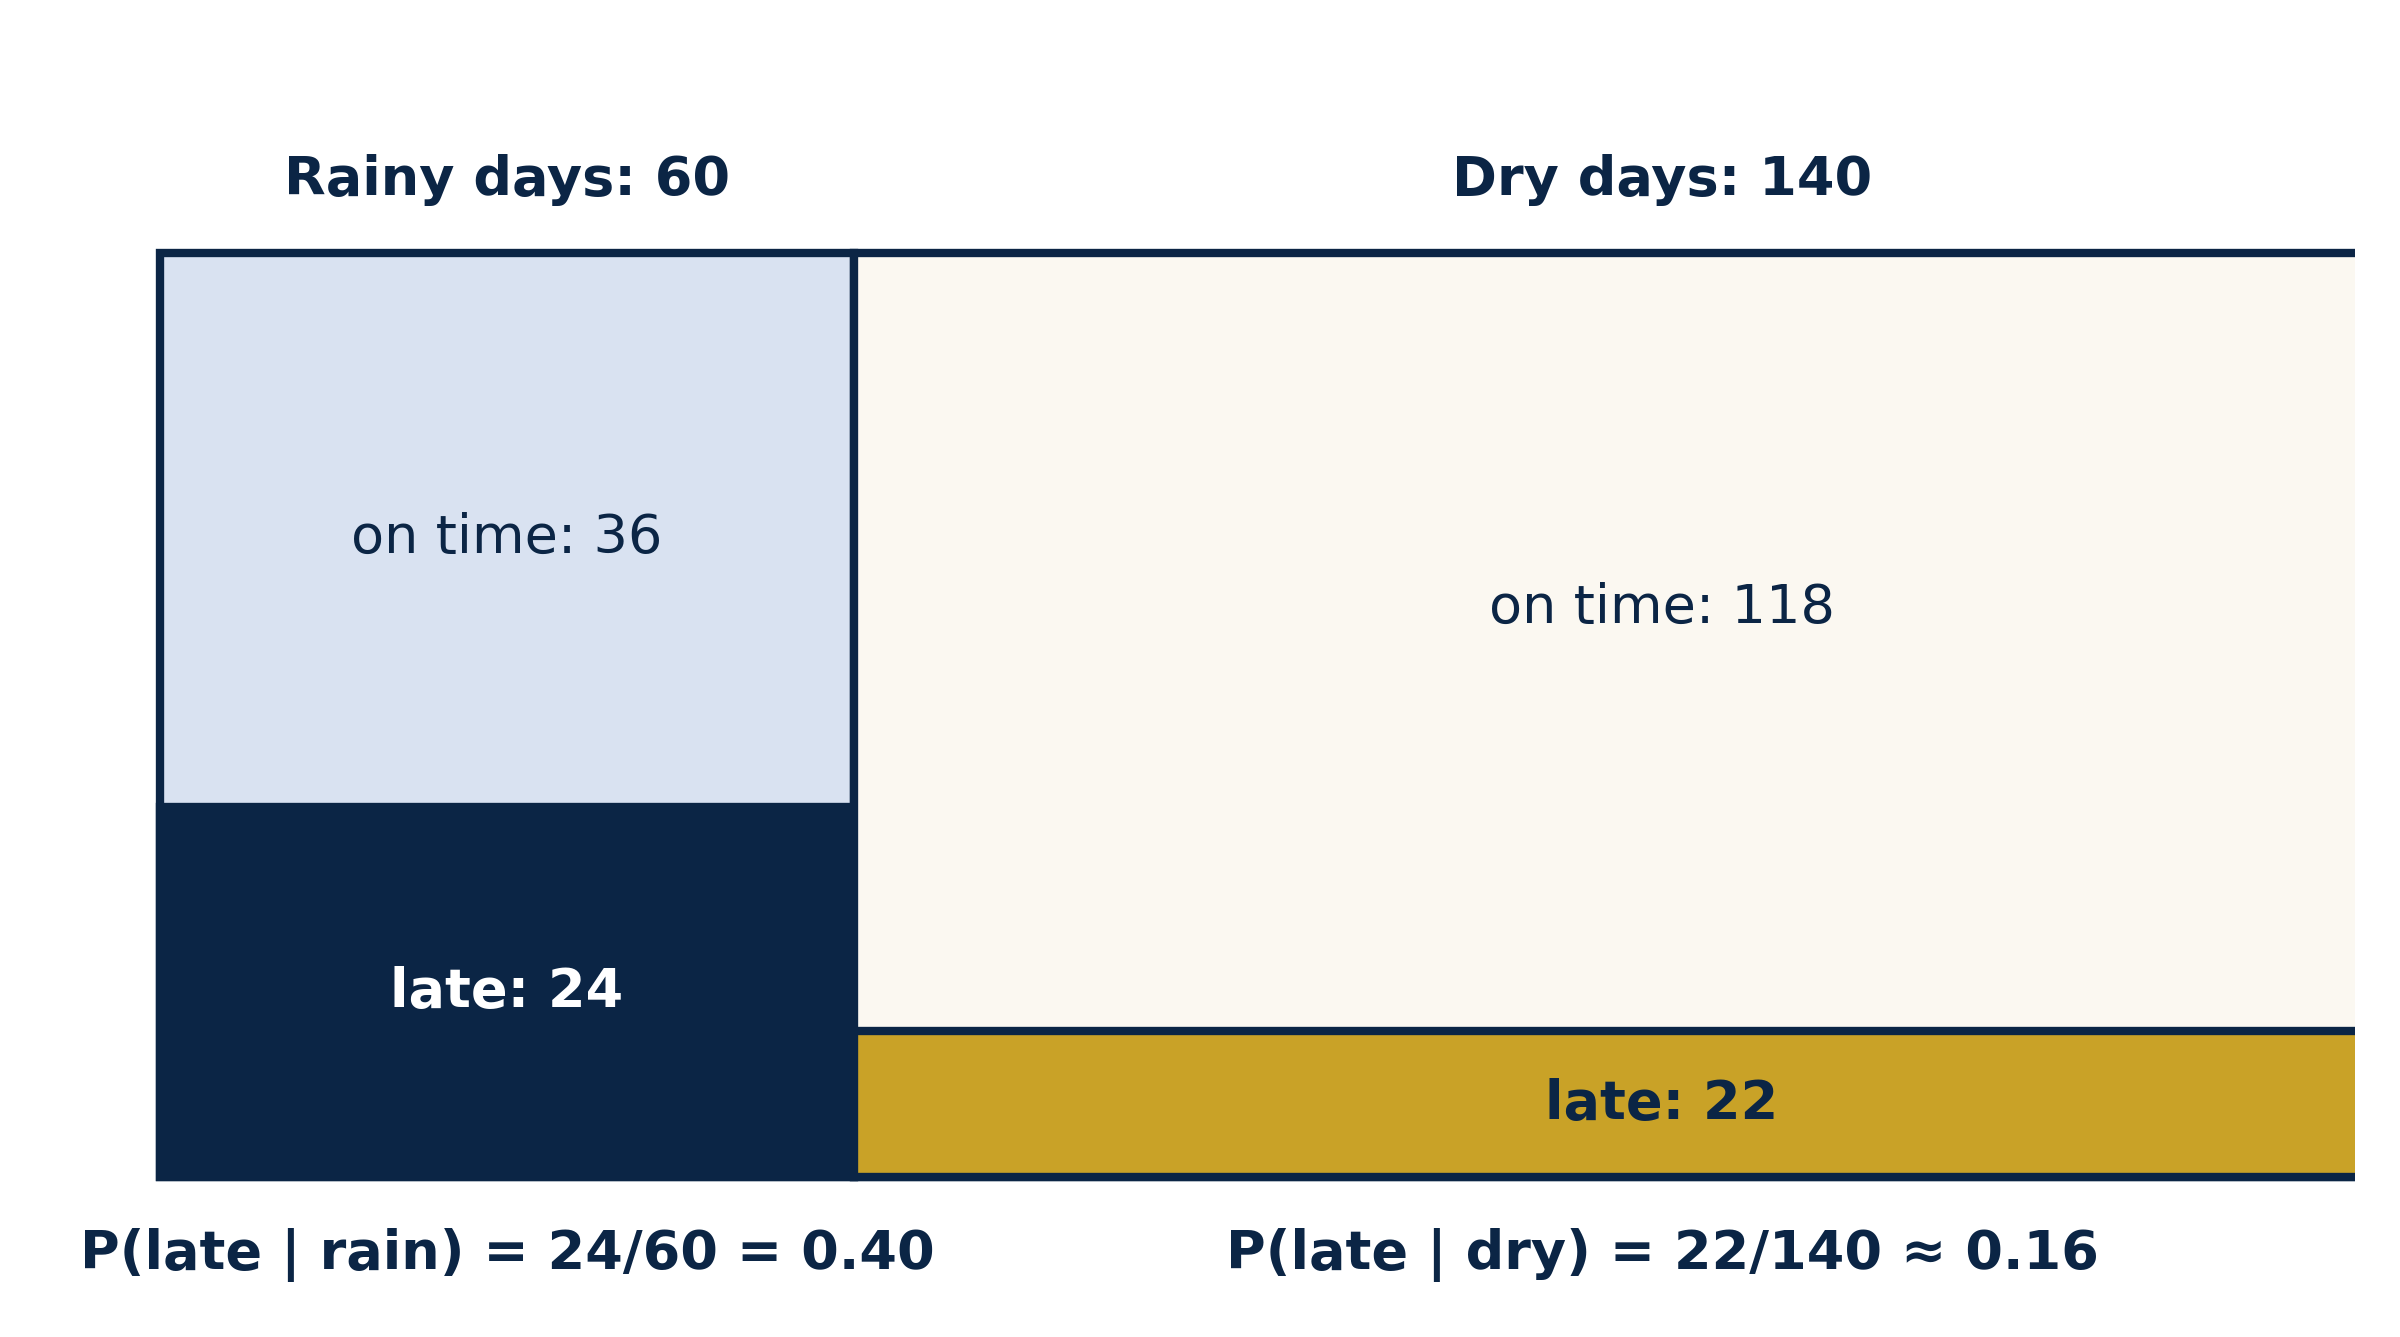 Rainy days: 60
Dry days: 140
on time: 36
on time: 118
late: 24
late: 22
P(late | rain) = 24/60 = 0.40
P(late | dry) = 22/140 ≈ 0.16